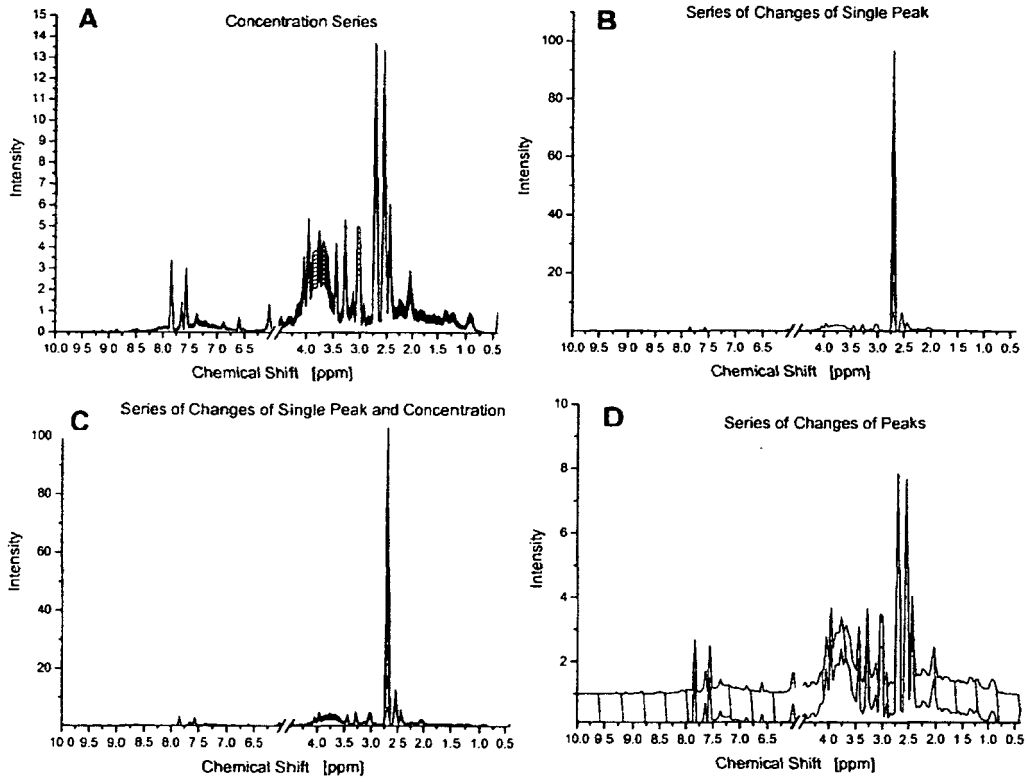 A
Concentration Series
15
14
13
12
11
10
9
8
7
6
5
4
3
2
1
0
Intensity
10.0 9 5 9.0 8.5 8.0 7.5 7.0 6.5 4.0 3.5 3.0 2.5 2.0 1.5 1.0 0.5
Chemical Shift [ppm]
B
Series of Changes of Single Peak
100
80
60
40
20
Intensity
10.0 9 5 9.0 8.5 8.0 7.5 7.0 6.5 4.0 3.5 3.0 2.5 2.0 1 5 1.0 0.5
Chemical Shift [ppm]
C
Series of Changes of Single Peak and Concentration
100
80
60
40
20
Intensity
10.0 9.5 9.0 8.5 8.0 7.5 7.0 6.5 4.0 3.5 3.0 2.5 2.0 1.5 1.0 0.5
Chemical Shift [ppm]
D
Series of Changes of Peaks
10
8
6
4
2
Intensity
10.0 9 5 9.0 8.5 8.0 7.5 7.0 6.5 4.0 3 5 3.0 2.5 2.0 1.5 1.0 0.5
Chemical Shift [ppm]